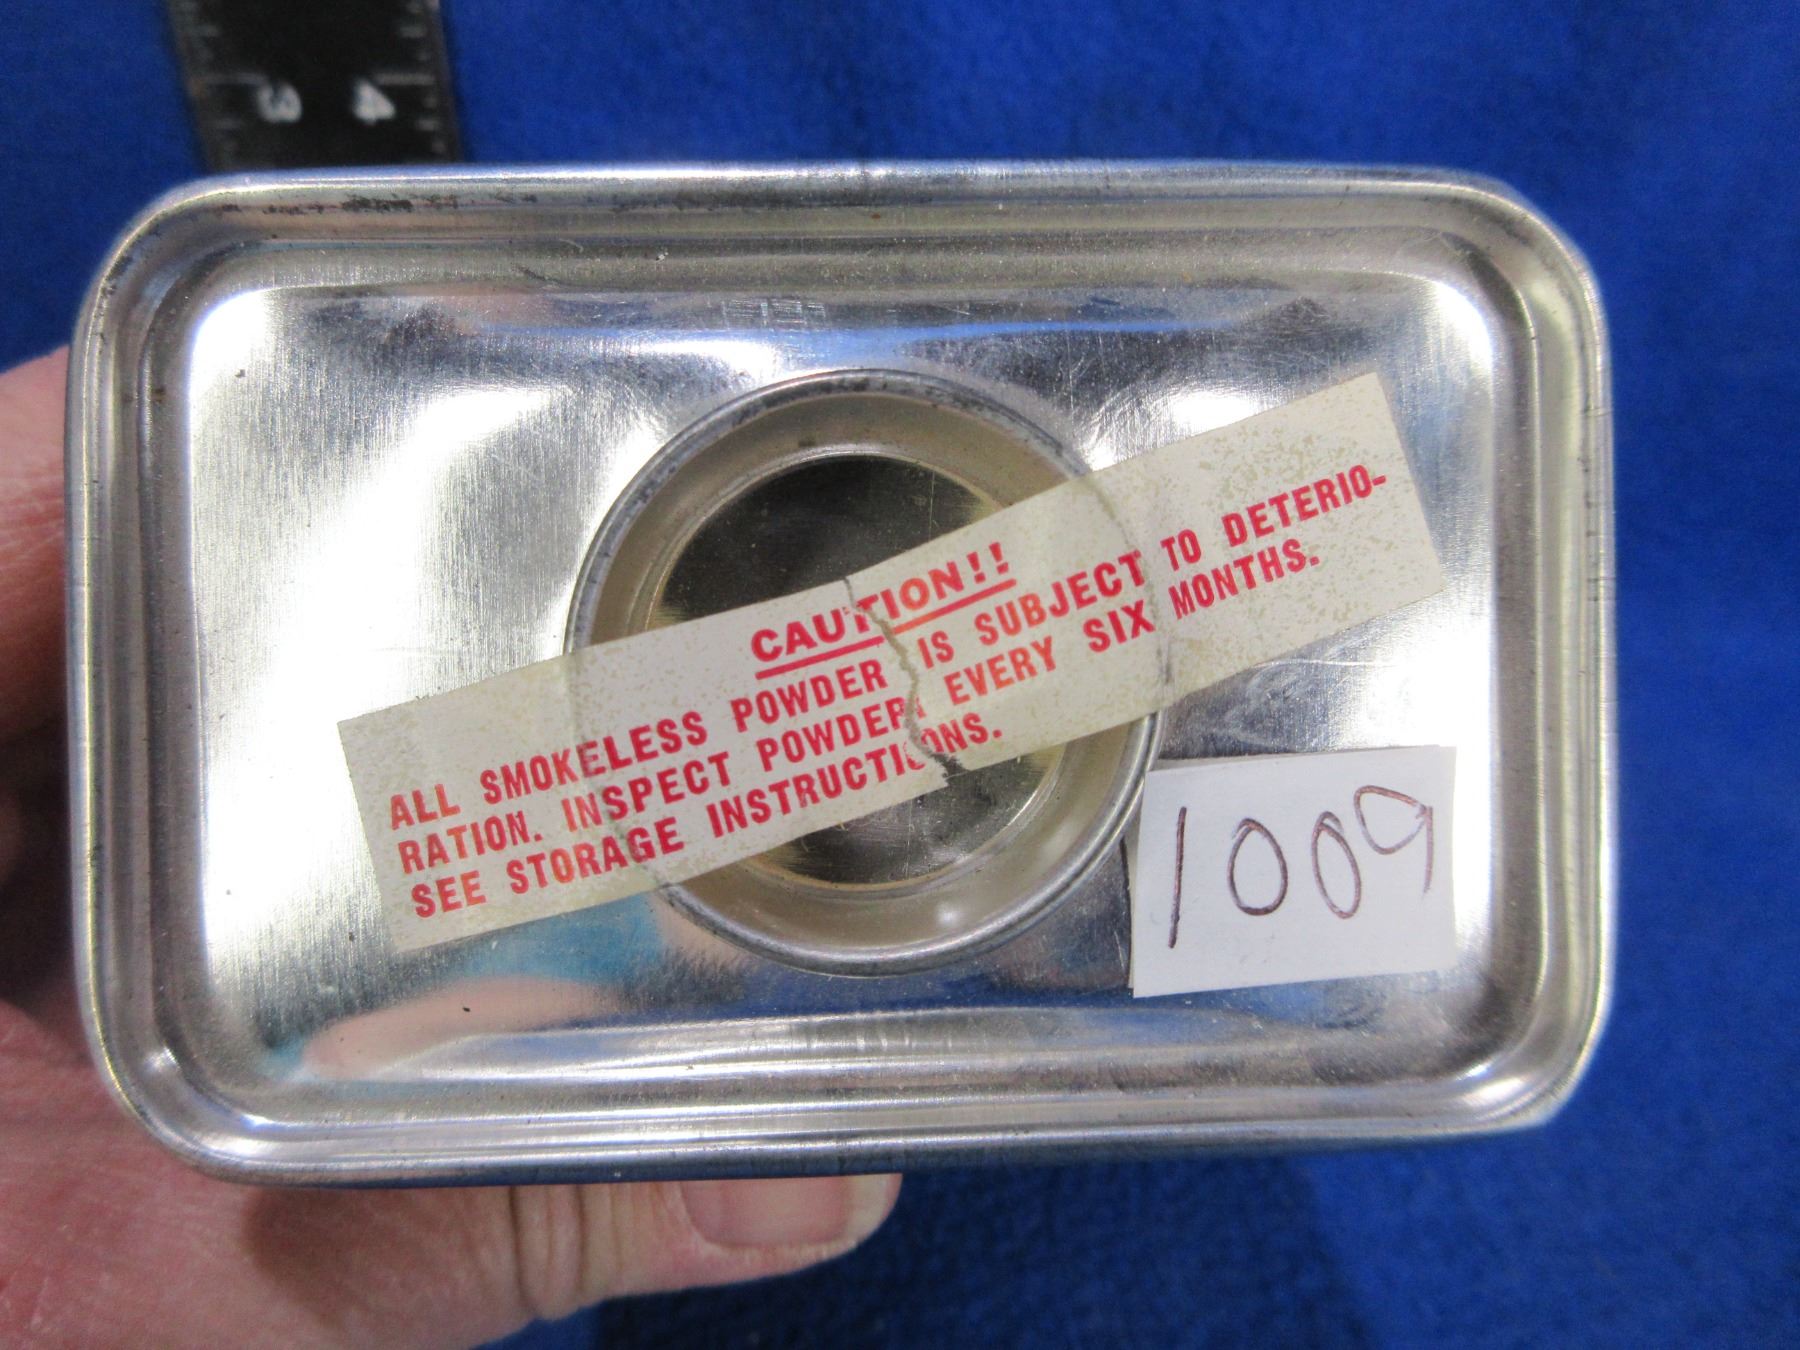 3 4
CAUTION!!
ALL SMOKELESS POWDER IS SUBJECT TO DETERIO-
RATION. INSPECT POWDER EVERY SIX MONTHS.
SEE STORAGE INSTRUCTIONS.
1009